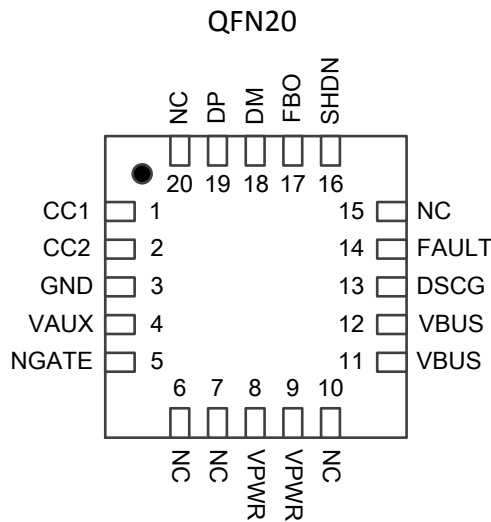 QFN20
NC DP DM FBO SHDN
20 19 18 17 16
CC1 1 15 NC
CC2 2 14 FAULT
GND 3 13 DSCG
VAUX 4 12 VBUS
NGATE 5 11 VBUS
6 7 8 9 10
NC NC VPWR VPWR NC